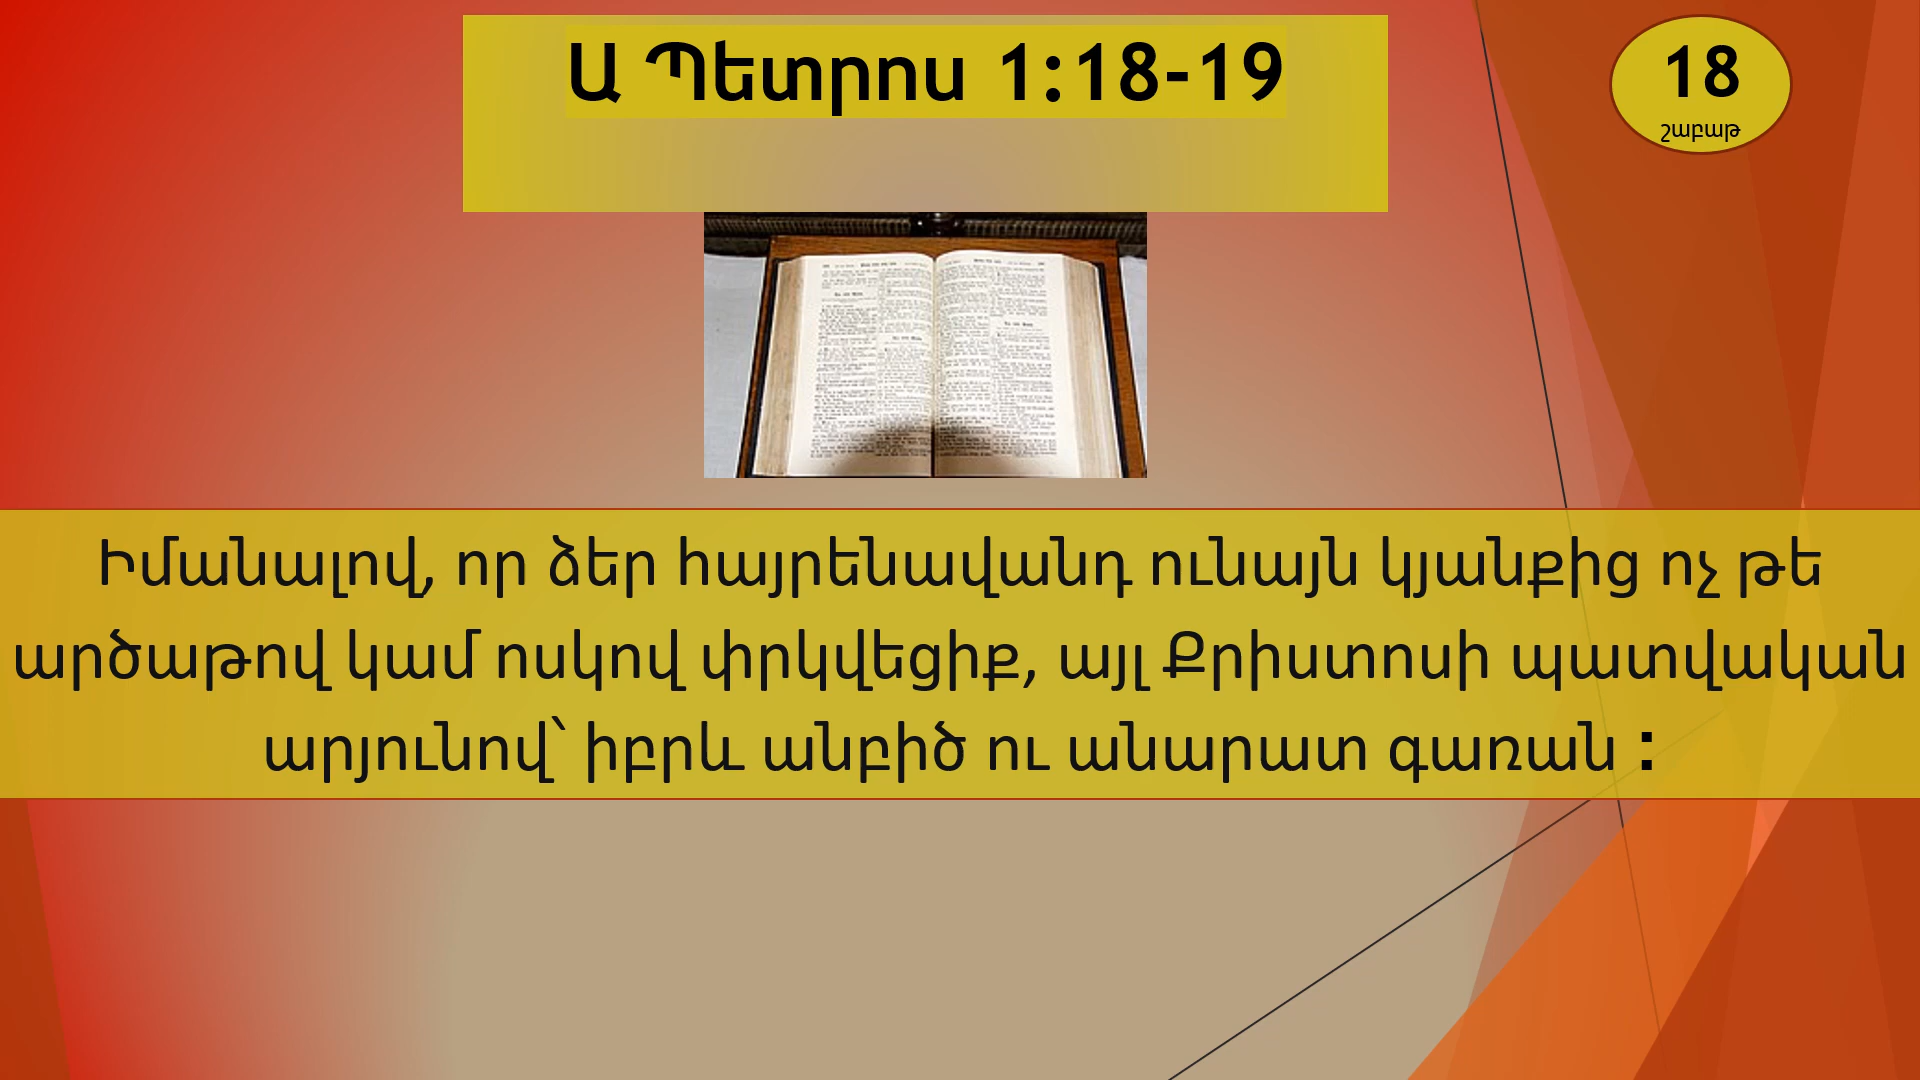 Ա Պետրոս 1:18-19
18
շաբաթ
Իմանալով, որ ձեր հայրենավանդ ունայն կյանքից ոչ թե
արծաթով կամ ոսկով փրկվեցիք, այլ Քրիստոսի պատվական
արյունով՝ իբրև անբիծ ու անարատ գառան :